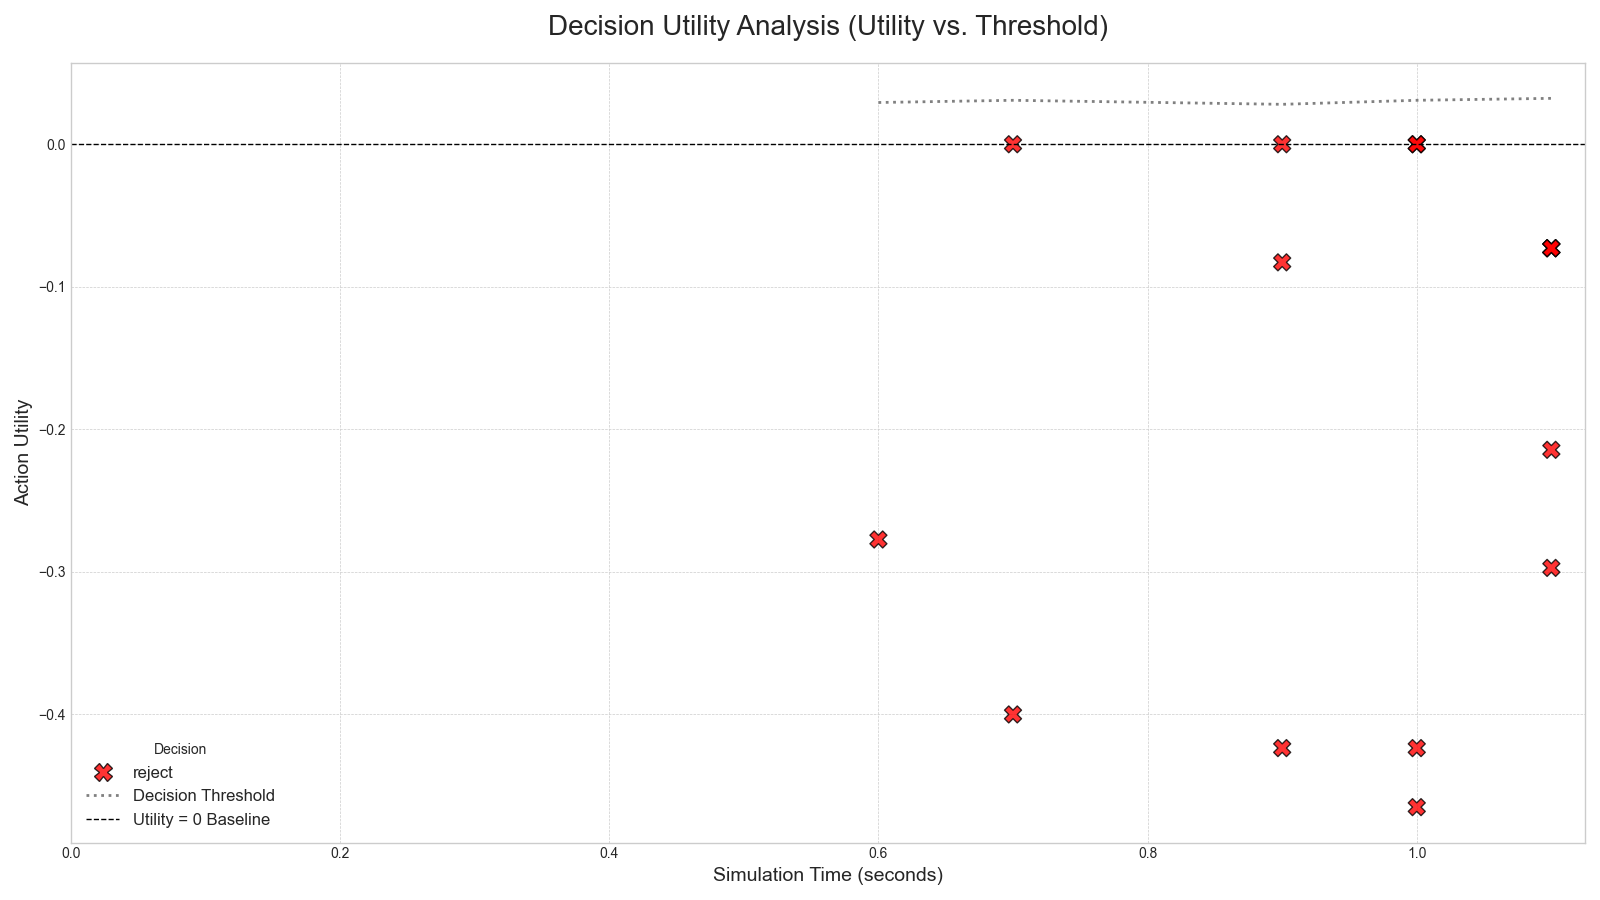 Decision Utility Analysis (Utility vs. Threshold)
0.0
−0.1
−0.2
−0.3
−0.4
Action Utility
Decision
reject
Decision Threshold
Utility = 0 Baseline
0.0 0.2 0.4 0.6 0.8 1.0
Simulation Time (seconds)